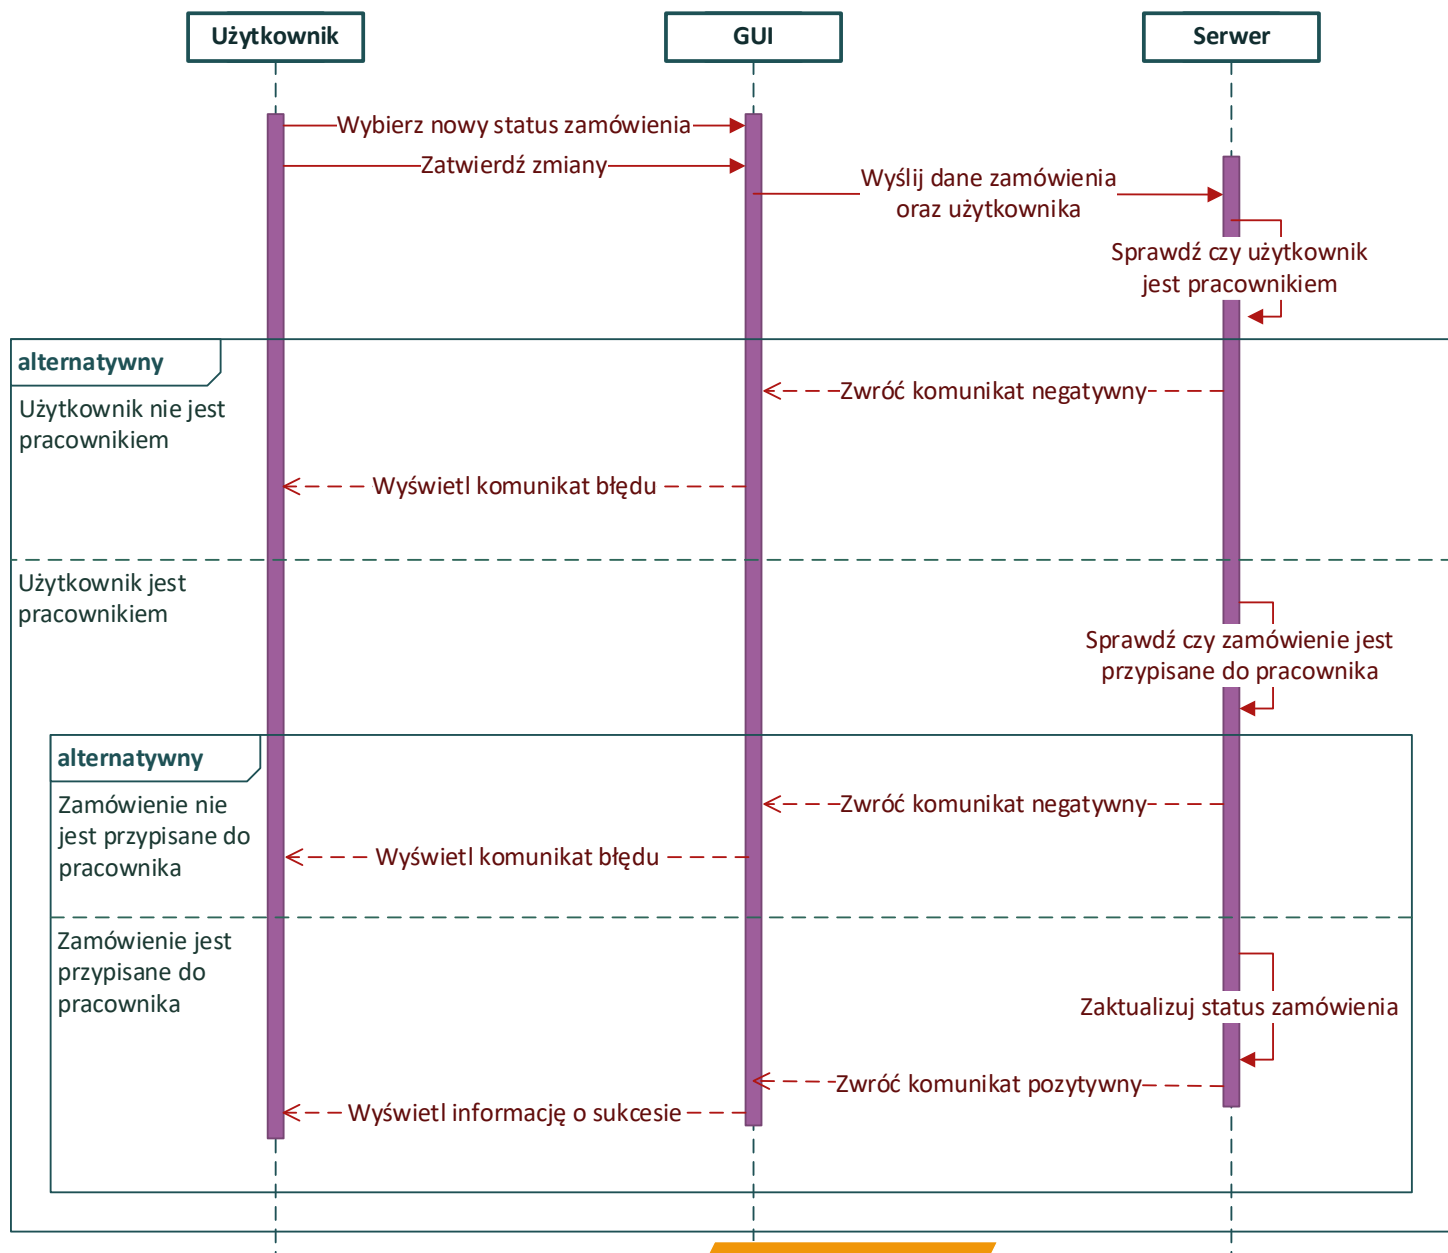 Użytkownik
GUI
Serwer
Wybierz nowy status zamówienia
Zatwierdź zmiany
Wyślij dane zamówienia
oraz użytkownika
Sprawdź czy użytkownik
jest pracownikiem
alternatywny
Zwróć komunikat negatywny
Użytkownik nie jest
pracownikiem
Wyświetl komunikat błędu
Użytkownik jest
pracownikiem
Sprawdź czy zamówienie jest
przypisane do pracownika
alternatywny
Zwróć komunikat negatywny
Zamówienie nie
jest przypisane do
pracownika
Wyświetl komunikat błędu
Zamówienie jest
przypisane do
pracownika
Zaktualizuj status zamówienia
Zwróć komunikat pozytywny
Wyświetl informację o sukcesie